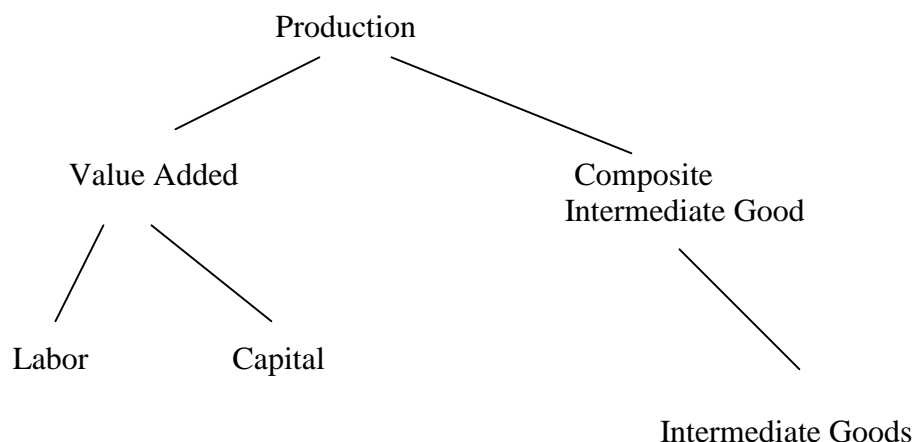 Production
Value Added
Composite
Intermediate Good
Labor
Capital
Intermediate Goods